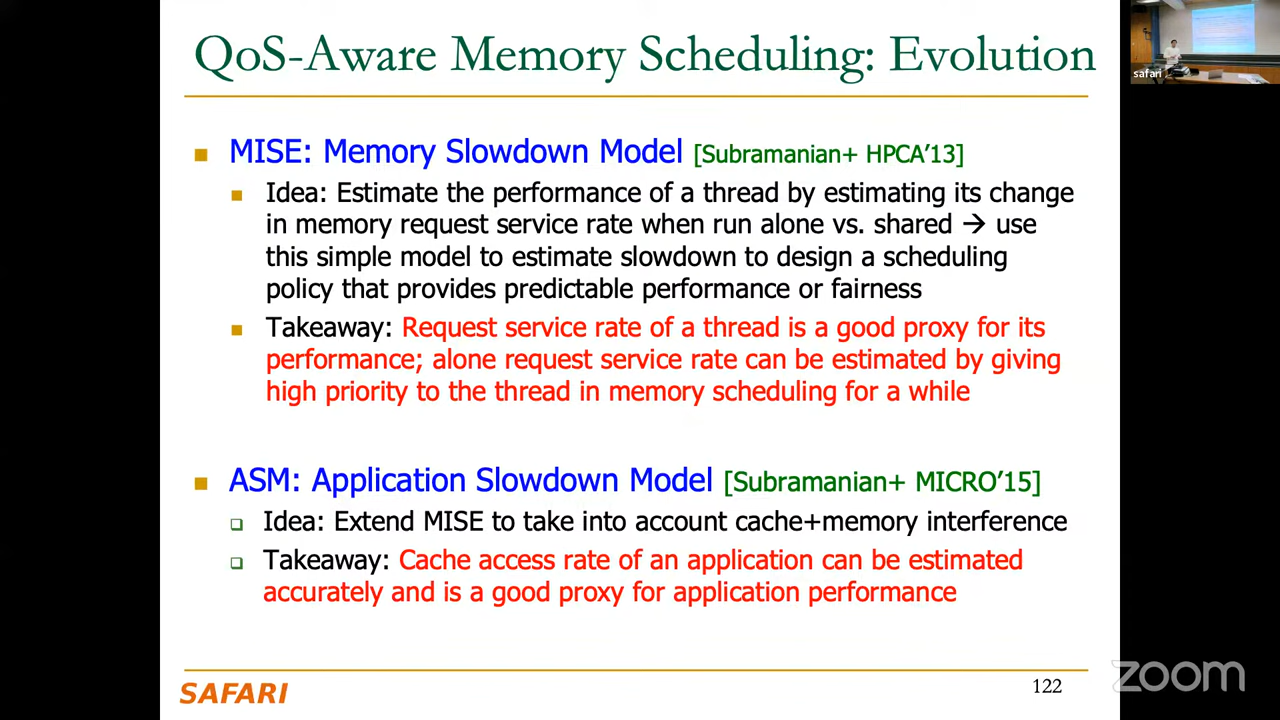 QoS-Aware Memory Scheduling: Evolution
safari
■ MISE: Memory Slowdown Model [Subramanian+ HPCA’13]
■ Idea: Estimate the performance of a thread by estimating its change
in memory request service rate when run alone vs. shared → use
this simple model to estimate slowdown to design a scheduling
policy that provides predictable performance or fairness
■ Takeaway: Request service rate of a thread is a good proxy for its
performance; alone request service rate can be estimated by giving
high priority to the thread in memory scheduling for a while
■ ASM: Application Slowdown Model [Subramanian+ MICRO’15]
❑ Idea: Extend MISE to take into account cache+memory interference
❑ Takeaway: Cache access rate of an application can be estimated
accurately and is a good proxy for application performance
SAFARI
122
zoom